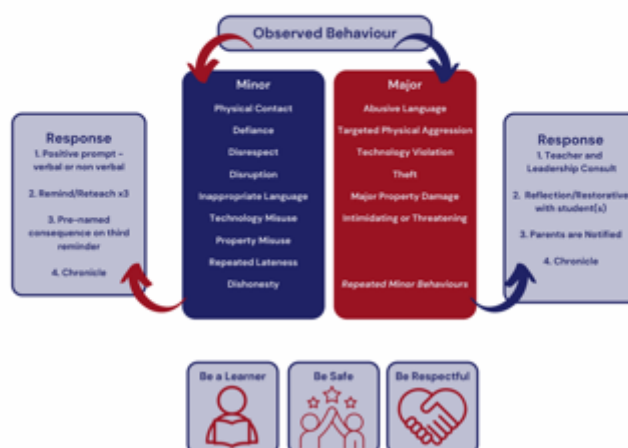 Observed Behaviour
Minor
Physical Contact
Defiance
Disrespect
Disruption
Inappropriate Language
Technology Misuse
Property Misuse
Repeated Lateness
Dishonesty
Major
Abusive Language
Targeted Physical Aggression
Technology Violation
Theft
Major Property Damage
Intimidating or Threatening
Repeated Minor Behaviours
Response
1. Positive prompt -
verbal or non verbal
2. Remind/Reteach x3
3. Pre-named
consequence on third
reminder
4. Chronicle
Response
1. Teacher and
Leadership Consult
2. Reflection/Restorative
with student(s)
3. Parents are Notified
4. Chronicle
Be a Learner
Be Safe
Be Respectful